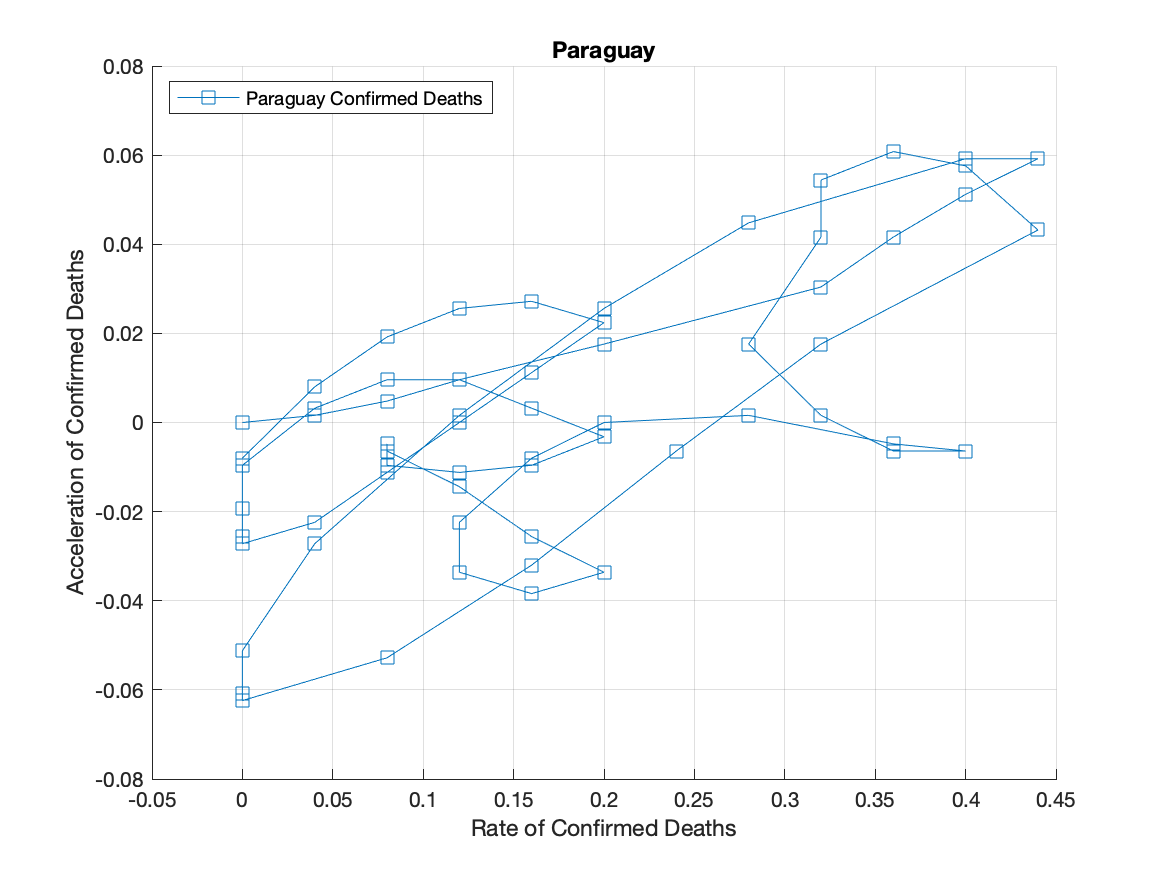 Paraguay
Paraguay Confirmed Deaths
0.08
0.06
0.04
0.02
0
-0.02
-0.04
-0.06
-0.08
Acceleration of Confirmed Deaths
-0.05 0 0.05 0.1 0.15 0.2 0.25 0.3 0.35 0.4 0.45
Rate of Confirmed Deaths